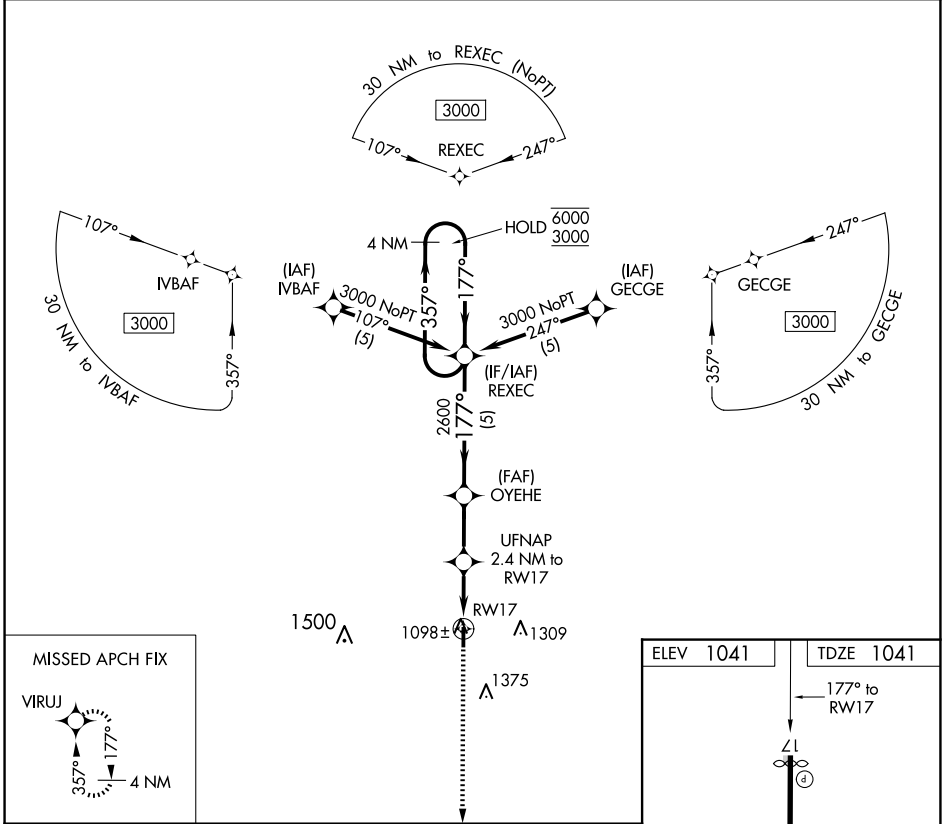 30 NM to REXEC (NoPT)
3000
107°
REXEC
247°
107°
IVBAF
3000
357°
30 NM to IVBAF
HOLD 6000
3000
4 NM
357°
177°
(IAF)
IVBAF
3000 NoPT
107°
(5)
(IAF)
GECGE
3000 NoPT
247°
(5)
247°
GECGE
3000
357°
30 NM to GECGE
(IF/IAF)
REXEC
2600
177°
(5)
(FAF)
OYEHE
UFNAP
2.4 NM to
RW17
RW17
1500
1098±
1309
1375
MISSED APCH FIX
VIRUJ
357°
177°
4 NM
ELEV 1041
TDZE 1041
177° to
RW17
17
P